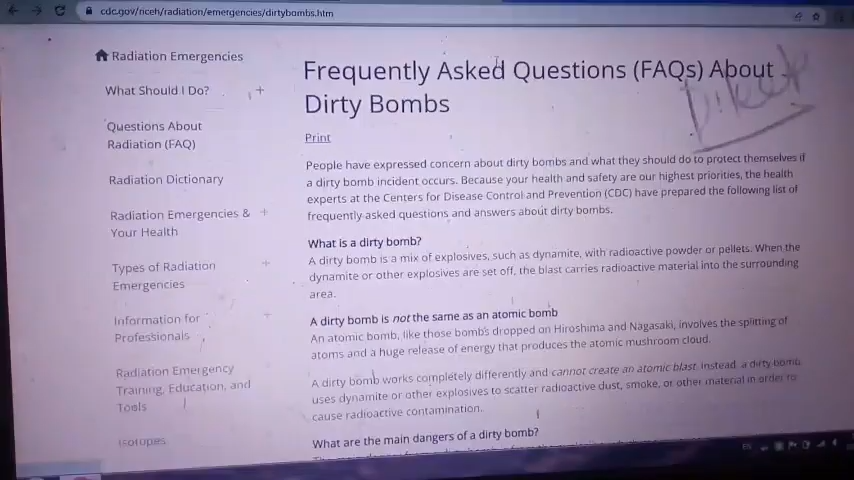 cdc.gov/nceh/radiation/emergencies/dirtybombs.htm
Radiation Emergencies
What Should I Do? +
Questions About
Radiation (FAQ)
Radiation Dictionary
Radiation Emergencies & +
Your Health
Types of Radiation +
Emergencies
Information for +
Professionals
Radiation Emergency
Training, Education, and
Tools
Isotopes
Frequently Asked Questions (FAQs) About
Dirty Bombs
Print
People have expressed concern about dirty bombs and what they should do to protect themselves if
a dirty bomb incident occurs. Because your health and safety are our highest priorities, the health
experts at the Centers for Disease Control and Prevention (CDC) have prepared the following list of
frequently asked questions and answers about dirty bombs.
What is a dirty bomb?
A dirty bomb is a mix of explosives, such as dynamite, with radioactive powder or pellets. When the
dynamite or other explosives are set off, the blast carries radioactive material into the surrounding
area.
A dirty bomb is not the same as an atomic bomb
An atomic bomb, like those bombs dropped on Hiroshima and Nagasaki, involves the splitting of
atoms and a huge release of energy that produces the atomic mushroom cloud.
A dirty bomb works completely differently and cannot create an atomic blast. Instead, a dirty bomb
uses dynamite or other explosives to scatter radioactive dust, smoke, or other material in order to
cause radioactive contamination.
What are the main dangers of a dirty bomb?